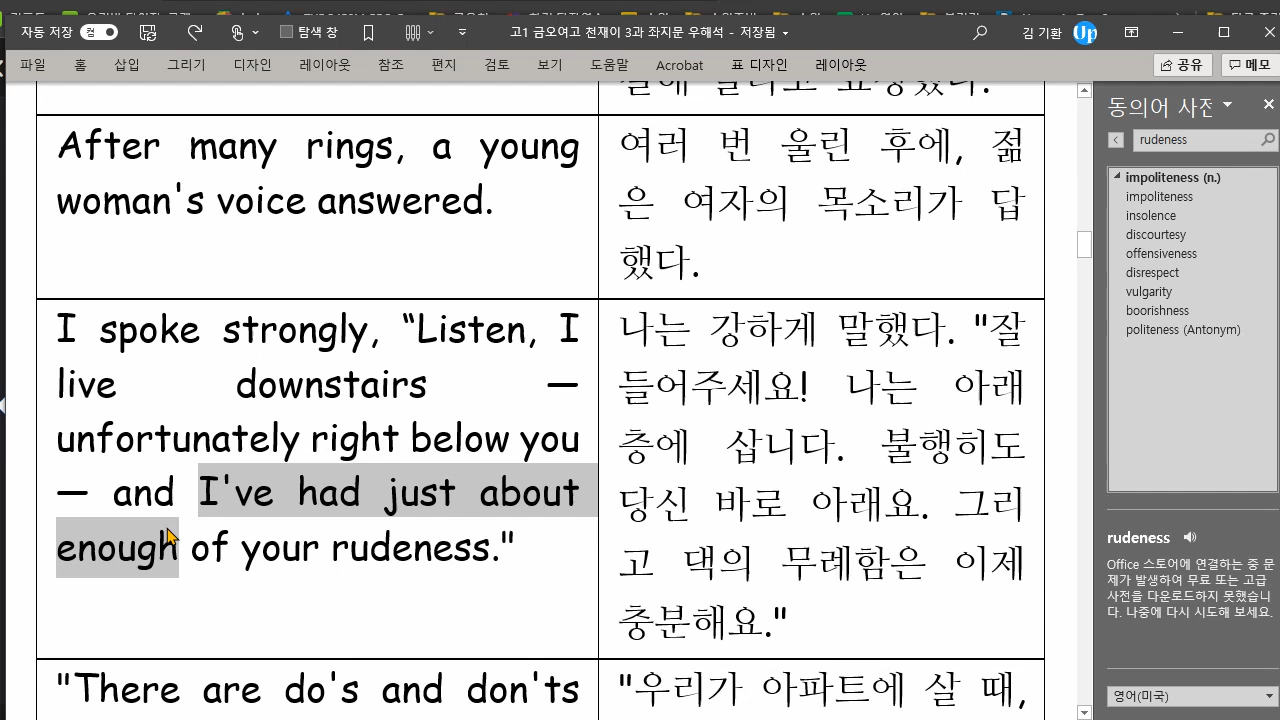 자동 저장
컴
탐색 창
고1 금오여고 천재이 3과 좌지문 우해석 - 저장됨
김 기환
Up
파일 홈 삽입 그리기 디자인 레이아웃 참조 편지 검토 보기 도움말 Acrobat 표 디자인 레이아웃
공유
메모
After many rings, a young
woman's voice answered.
여러 번 울린 후에, 젊
은 여자의 목소리가 답
했다.
I spoke strongly, “Listen, I
live downstairs —
unfortunately right below you
— and I've had just about
enough of your rudeness."
나는 강하게 말했다. "잘
들어주세요! 나는 아래
층에 삽니다. 불행히도
당신 바로 아래요. 그리
고 댁의 무례함은 이제
충분해요."
"There are do's and don'ts
"우리가 아파트에 살 때,
동의어 사전
rudeness
impoliteness (n.)
impoliteness
insolence
discourtesy
offensiveness
disrespect
vulgarity
boorishness
politeness (Antonym)
rudeness
Office 스토어에 연결하는 중 문
제가 발생하여 무료 또는 고급
사전을 다운로드하지 못했습니
다. 나중에 다시 시도해 보세요.
영어(미국)